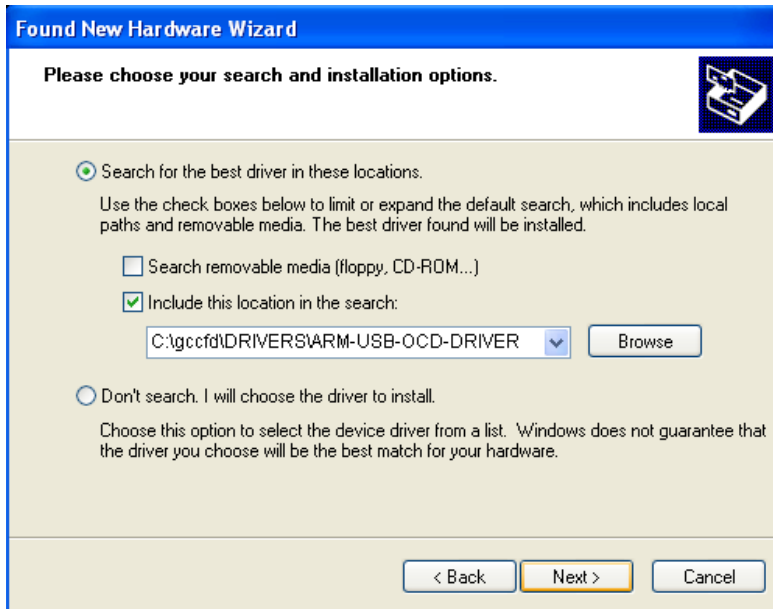 Found New Hardware Wizard
Please choose your search and installation options.
Search for the best driver in these locations.
Use the check boxes below to limit or expand the default search, which includes local
paths and removable media. The best driver found will be installed.
Search removable media (floppy, CD-ROM...)
Include this location in the search:
C:\gccfd\DRIVERS\ARM-USB-OCD-DRIVER
Browse
Don't search. I will choose the driver to install.
Choose this option to select the device driver from a list. Windows does not guarantee that
the driver you choose will be the best match for your hardware.
< Back Next > Cancel